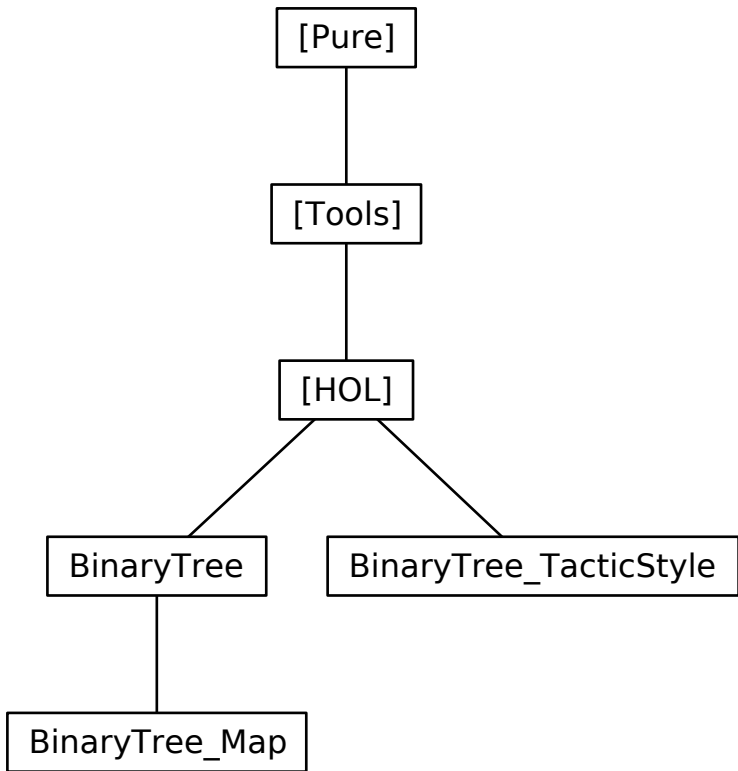 [Pure]
[Tools]
[HOL]
BinaryTree
BinaryTree_TacticStyle
BinaryTree_Map